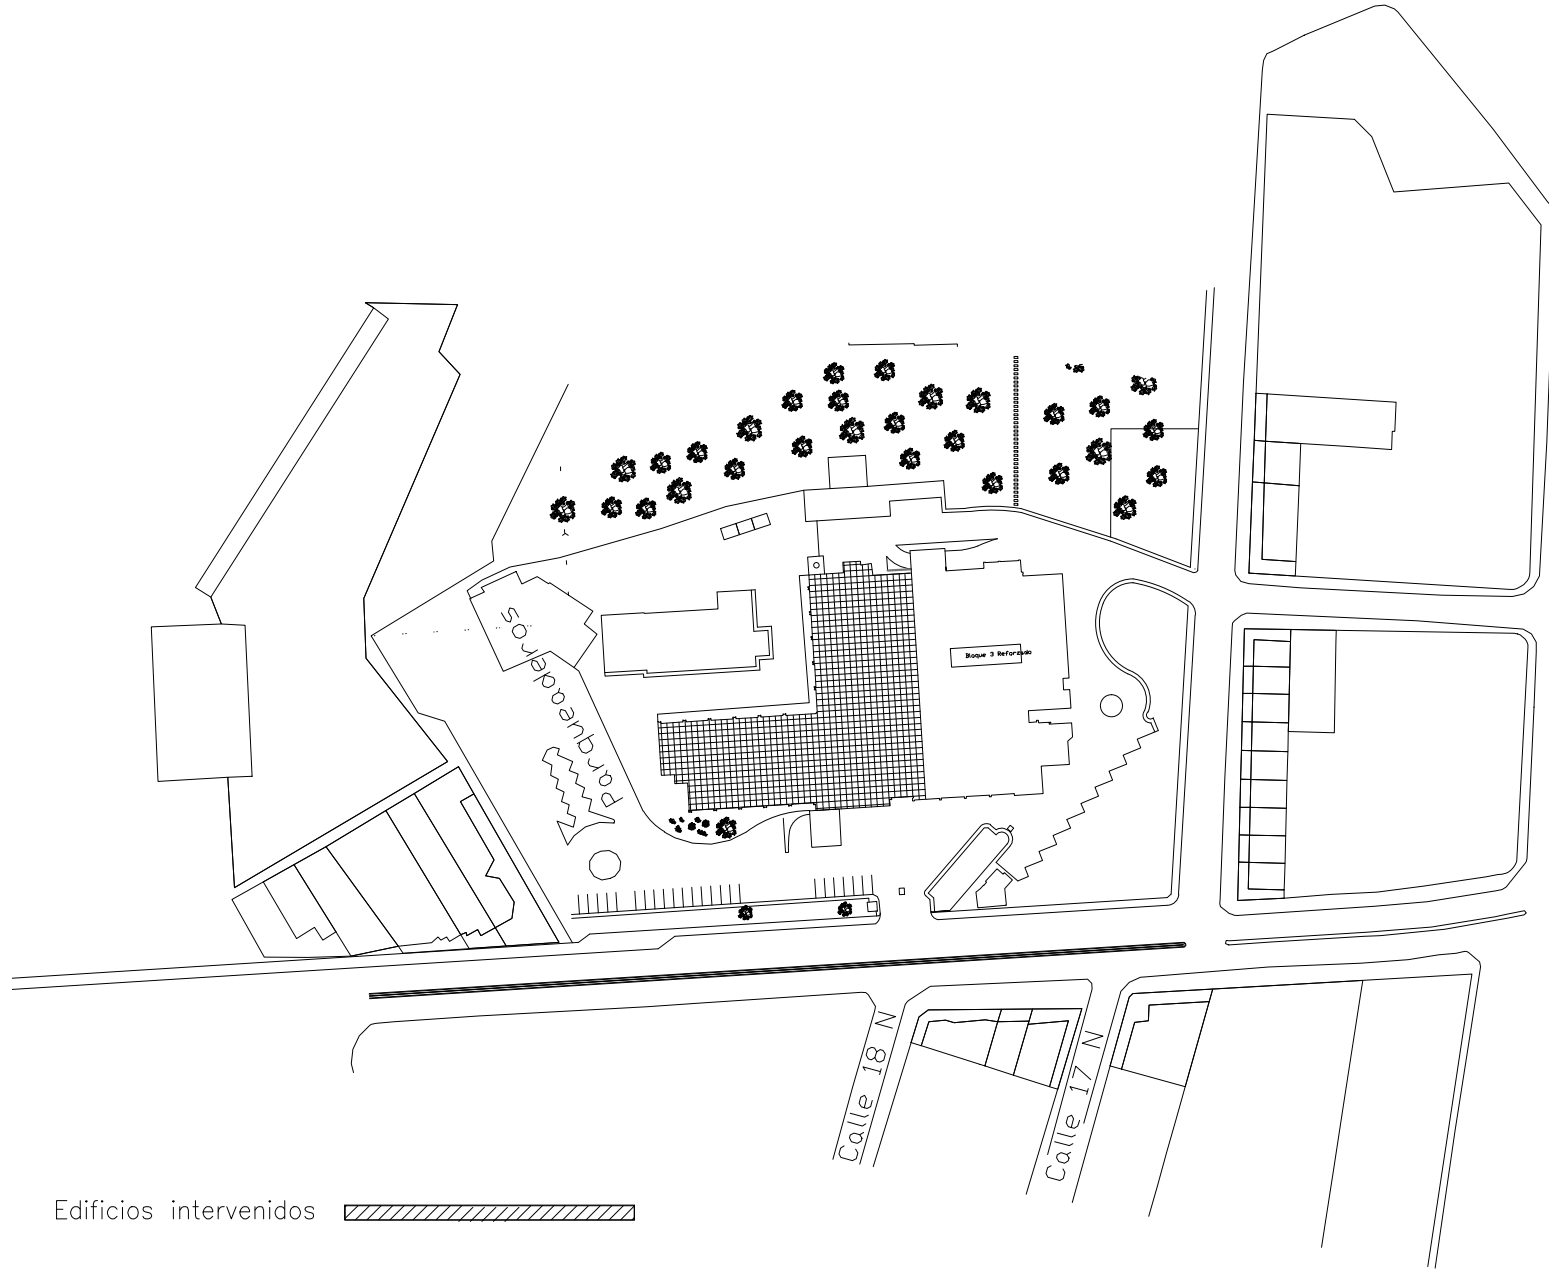 Parqueaderos
Bloque 3 Reforzado
Calle 18 N
Calle 17 N
Edificios intervenidos